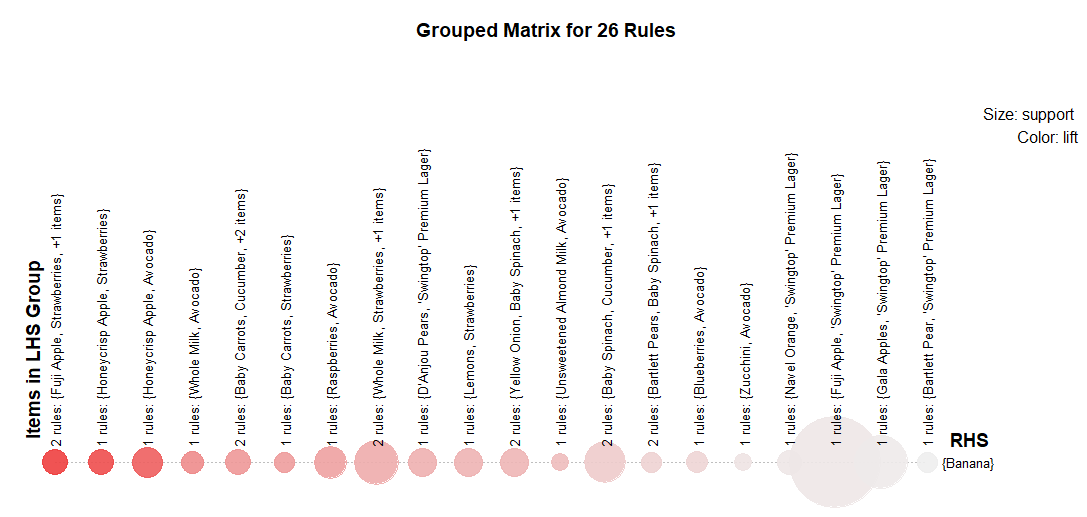 Grouped Matrix for 26 Rules
Size: support
Color: lift
Items in LHS Group
2 rules: {Fuji Apple, Strawberries, +1 items}
1 rules: {Honeycrisp Apple, Strawberries}
1 rules: {Honeycrisp Apple, Avocado}
1 rules: {Whole Milk, Avocado}
2 rules: {Baby Carrots, Cucumber, +2 items}
1 rules: {Baby Carrots, Strawberries}
1 rules: {Raspberries, Avocado}
2 rules: {Whole Milk, Strawberries, +1 items}
1 rules: {D'Anjou Pears, 'Swingtop' Premium Lager}
1 rules: {Lemons, Strawberries}
2 rules: {Yellow Onion, Baby Spinach, +1 items}
1 rules: {Unsweetened Almond Milk, Avocado}
2 rules: {Baby Spinach, Cucumber, +1 items}
2 rules: {Bartlett Pears, Baby Spinach, +1 items}
1 rules: {Blueberries, Avocado}
1 rules: {Zucchini, Avocado}
1 rules: {Navel Orange, 'Swingtop' Premium Lager}
1 rules: {Fuji Apple, 'Swingtop' Premium Lager}
1 rules: {Gala Apples, 'Swingtop' Premium Lager}
1 rules: {Bartlett Pear, 'Swingtop' Premium Lager}
RHS
{Banana}